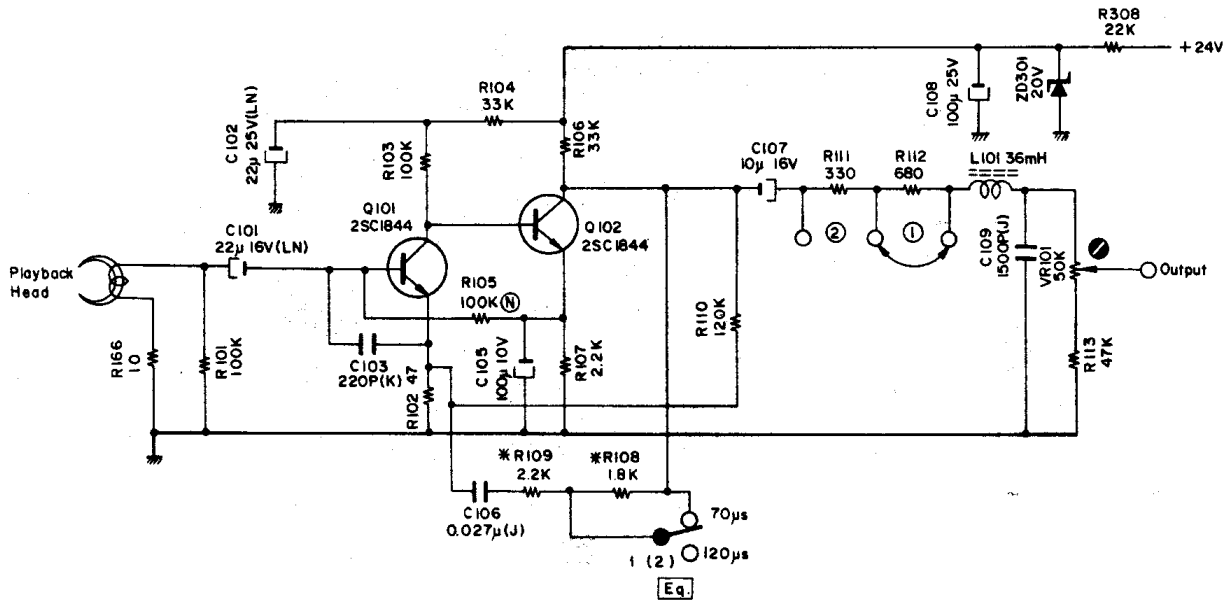 R308
22K
+24V
C108
100μ 25V
ZD301
20V
R104
33K
C102
22μ 25V(LN)
R103
100K
R106
33K
C107
10μ 16V
R111
330
R112
680
L101 36mH
Q101
2SC1844
Q102
2SC1844
C101
22μ 16V(LN)
② ①
C109
1500P(J)
VR101
50K
Output
Playback
Head
R105
100K Ⓝ
R110
120K
R166
10
R101
100K
C103
220P(K)
47
R102
C105
100μ 10V
R107
2.2K
R113
47K
*R109
2.2K
*R108
1.8K
C106
0.027μ(J)
70μs
120μs
1 (2)
Eq.